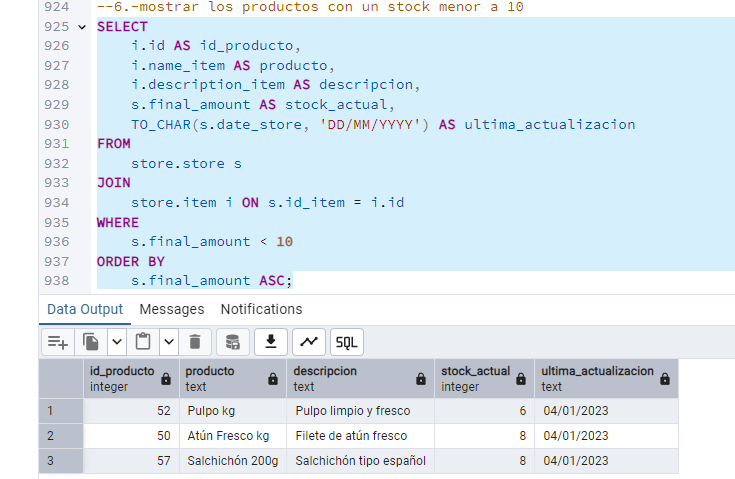 924 --6.-mostrar los productos con un stock menor a 10
925 SELECT
926 i.id AS id_producto,
927 i.name_item AS producto,
928 i.description_item AS descripcion,
929 s.final_amount AS stock_actual,
930 TO_CHAR(s.date_store, 'DD/MM/YYYY') AS ultima_actualizacion
931 FROM
932 store.store s
933 JOIN
934 store.item i ON s.id_item = i.id
935 WHERE
936 s.final_amount < 10
937 ORDER BY
938 s.final_amount ASC;
Data Output Messages Notifications
SQL
id_producto producto descripcion stock_actual ultima_actualizacion
integer text text integer text
1 52 Pulpo kg Pulpo limpio y fresco 6 04/01/2023
2 50 Atún Fresco kg Filete de atún fresco 8 04/01/2023
3 57 Salchichón 200g Salchichón tipo español 8 04/01/2023